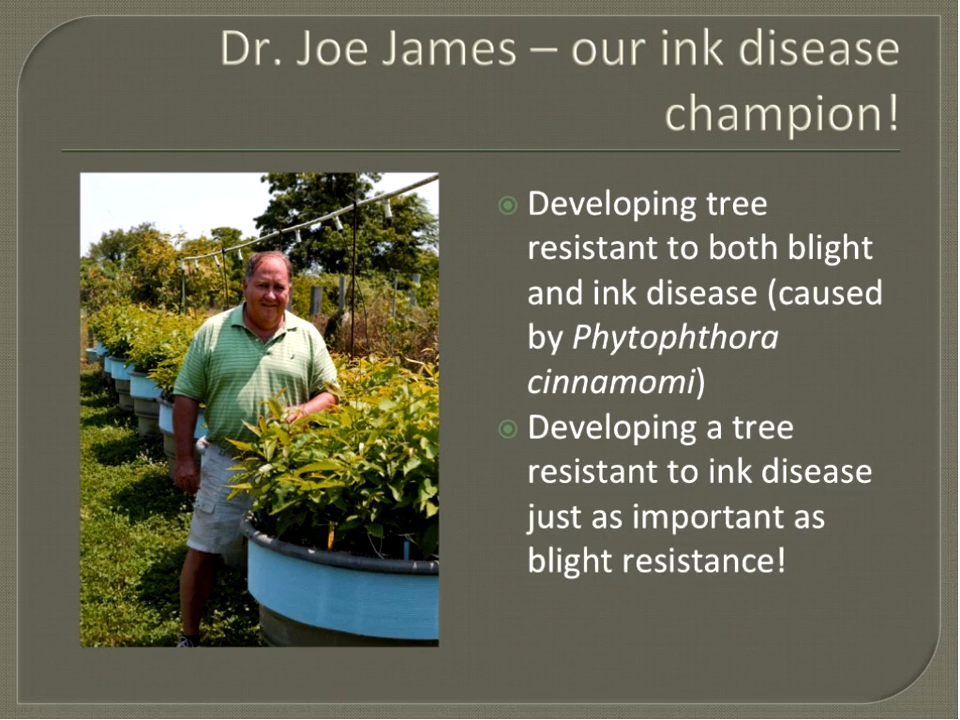 Dr. Joe James – our ink disease
champion!
Developing tree
resistant to both blight
and ink disease (caused
by Phytophthora
cinnamomi)
Developing a tree
resistant to ink disease
just as important as
blight resistance!